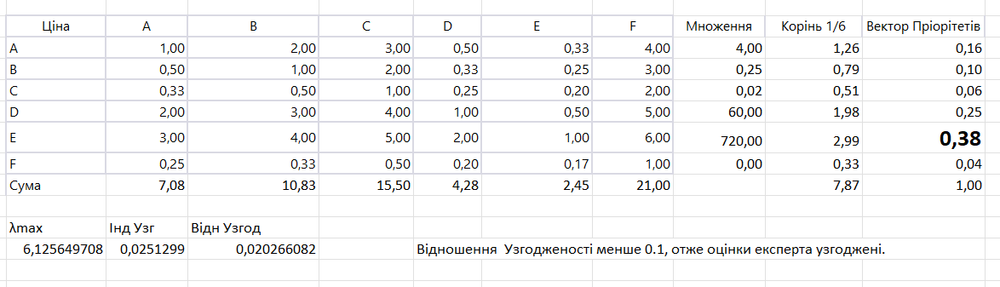 Ціна A B C D E F Множення Корінь 1/6 Вектор Пріорітетів
A 1,00 2,00 3,00 0,50 0,33 4,00 4,00 1,26 0,16
B 0,50 1,00 2,00 0,33 0,25 3,00 0,25 0,79 0,10
C 0,33 0,50 1,00 0,25 0,20 2,00 0,02 0,51 0,06
D 2,00 3,00 4,00 1,00 0,50 5,00 60,00 1,98 0,25
E 3,00 4,00 5,00 2,00 1,00 6,00 720,00 2,99 0,38
F 0,25 0,33 0,50 0,20 0,17 1,00 0,00 0,33 0,04
Сума 7,08 10,83 15,50 4,28 2,45 21,00 7,87 1,00
λmax Інд Узг Відн Узгод
6,125649708 0,0251299 0,020266082 Відношення  Узгодженості менше 0.1, отже оцінки експерта узгоджені.